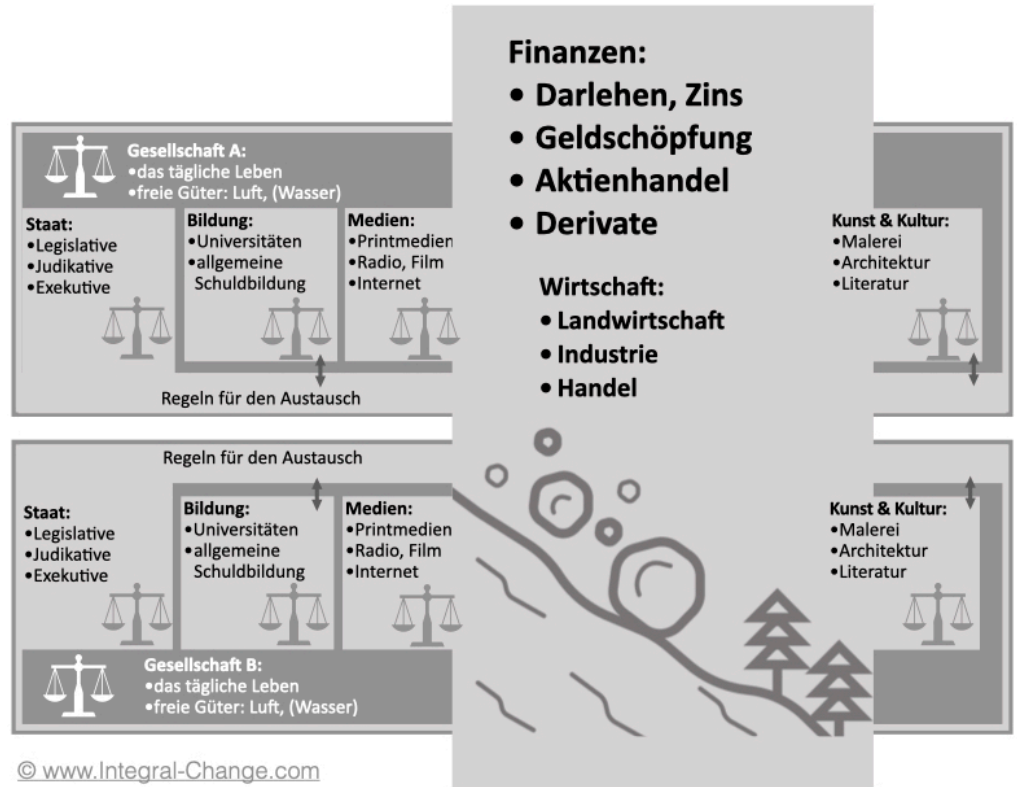 Finanzen:
• Darlehen, Zins
• Geldschöpfung
• Aktienhandel
• Derivate
Wirtschaft:
• Landwirtschaft
• Industrie
• Handel
Gesellschaft A:
•das tägliche Leben
•freie Güter: Luft, (Wasser)
Staat:
•Legislative
•Judikative
•Exekutive
Bildung:
•Universitäten
•allgemeine
Schuldbildung
Medien:
•Printmedien
•Radio, Film
•Internet
Kunst & Kultur:
•Malerei
•Architektur
•Literatur
Regeln für den Austausch
Regeln für den Austausch
Staat:
•Legislative
•Judikative
•Exekutive
Bildung:
•Universitäten
•allgemeine
Schuldbildung
Medien:
•Printmedien
•Radio, Film
•Internet
Kunst & Kultur:
•Malerei
•Architektur
•Literatur
Gesellschaft B:
•das tägliche Leben
•freie Güter: Luft, (Wasser)
© www.Integral-Change.com